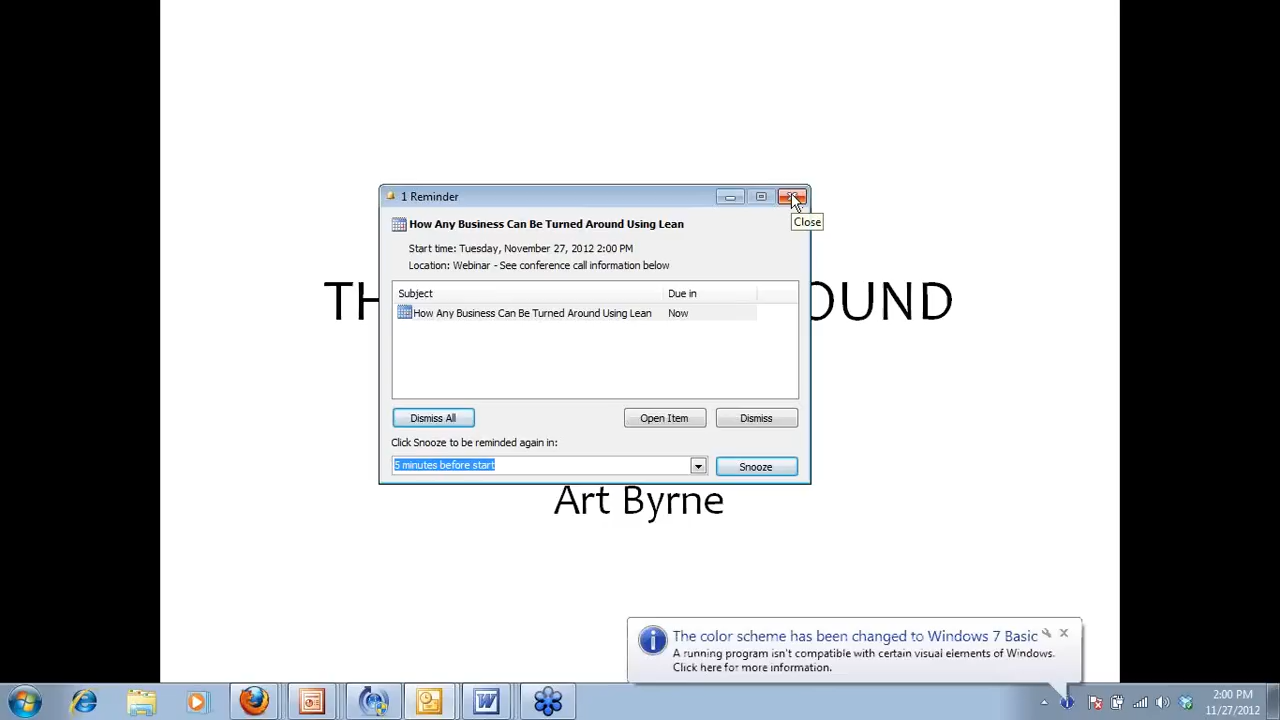 1 Reminder
Close
How Any Business Can Be Turned Around Using Lean
Start time: Tuesday, November 27, 2012 2:00 PM
Location: Webinar - See conference call information below
Subject Due in
How Any Business Can Be Turned Around Using Lean Now
TH OUND
Dismiss All Open Item Dismiss
Click Snooze to be reminded again in:
5 minutes before start Snooze
Art Byrne
The color scheme has been changed to Windows 7 Basic
A running program isn't compatible with certain visual elements of Windows.
Click here for more information.
2:00 PM
11/27/2012